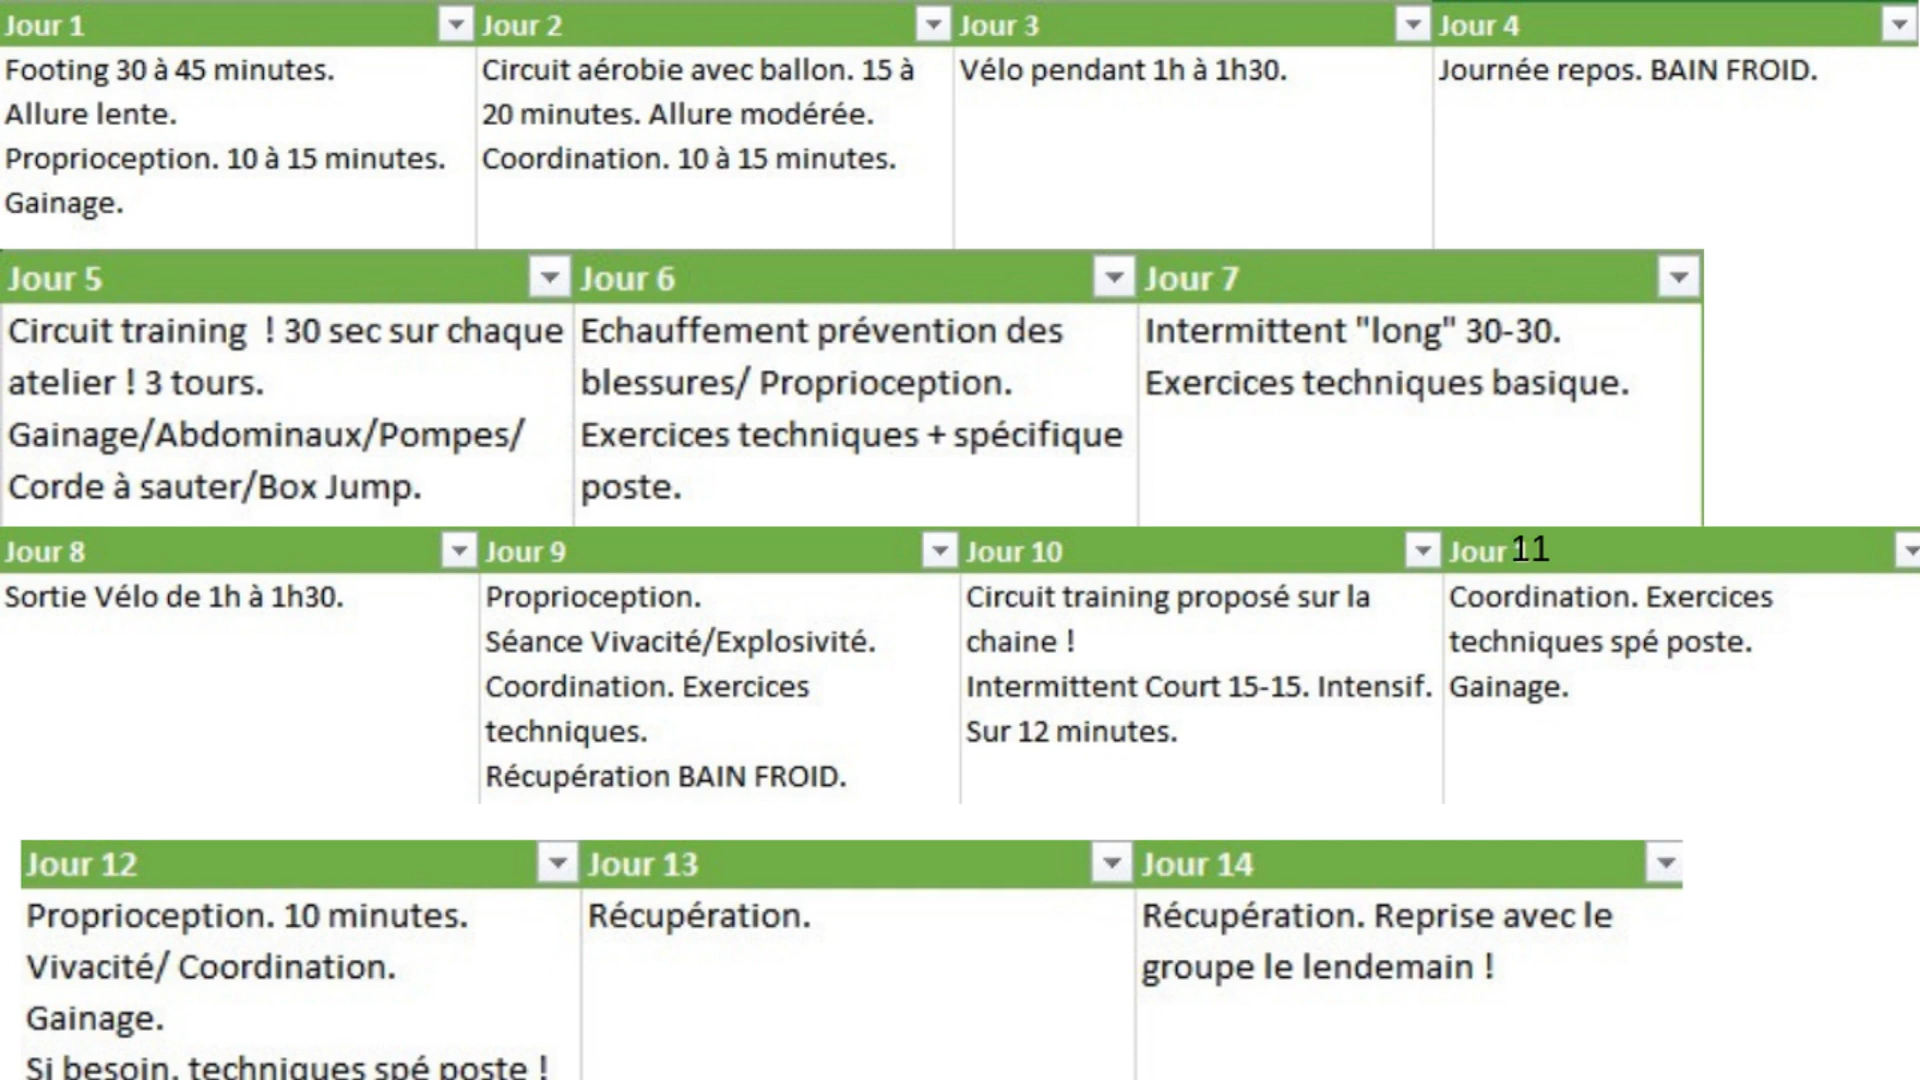 Jour 1
Footing 30 à 45 minutes.
Allure lente.
Proprioception. 10 à 15 minutes.
Gainage.
Jour 2
Circuit aérobie avec ballon. 15 à
20 minutes. Allure modérée.
Coordination. 10 à 15 minutes.
Jour 3
Vélo pendant 1h à 1h30.
Jour 4
Journée repos. BAIN FROID.
Jour 5
Circuit training  ! 30 sec sur chaque
atelier ! 3 tours.
Gainage/Abdominaux/Pompes/
Corde à sauter/Box Jump.
Jour 6
Echauffement prévention des
blessures/ Proprioception.
Exercices techniques + spécifique
poste.
Jour 7
Intermittent "long" 30-30.
Exercices techniques basique.
Jour 8
Sortie Vélo de 1h à 1h30.
Jour 9
Proprioception.
Séance Vivacité/Explosivité.
Coordination. Exercices
techniques.
Récupération BAIN FROID.
Jour 10
Circuit training proposé sur la
chaine !
Intermittent Court 15-15. Intensif.
Sur 12 minutes.
Jour 11
Coordination. Exercices
techniques spé poste.
Gainage.
Jour 12
Proprioception. 10 minutes.
Vivacité/ Coordination.
Gainage.
Si besoin, techniques spé poste !
Jour 13
Récupération.
Jour 14
Récupération. Reprise avec le
groupe le lendemain !